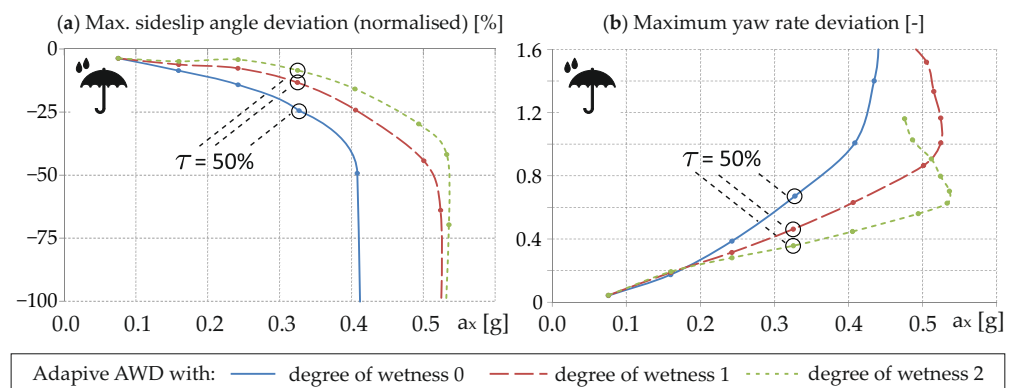 (a) Max. sideslip angle deviation (normalised) [%]
0
−25
−50
−75
−100
τ = 50%
0.0 0.1 0.2 0.3 0.4 0.5 ax [g]
(b) Maximum yaw rate deviation [-]
1.6
1.2
0.8
0.4
0
τ = 50%
0.0 0.1 0.2 0.3 0.4 0.5 ax [g]
Adapive AWD with: degree of wetness 0 degree of wetness 1 degree of wetness 2